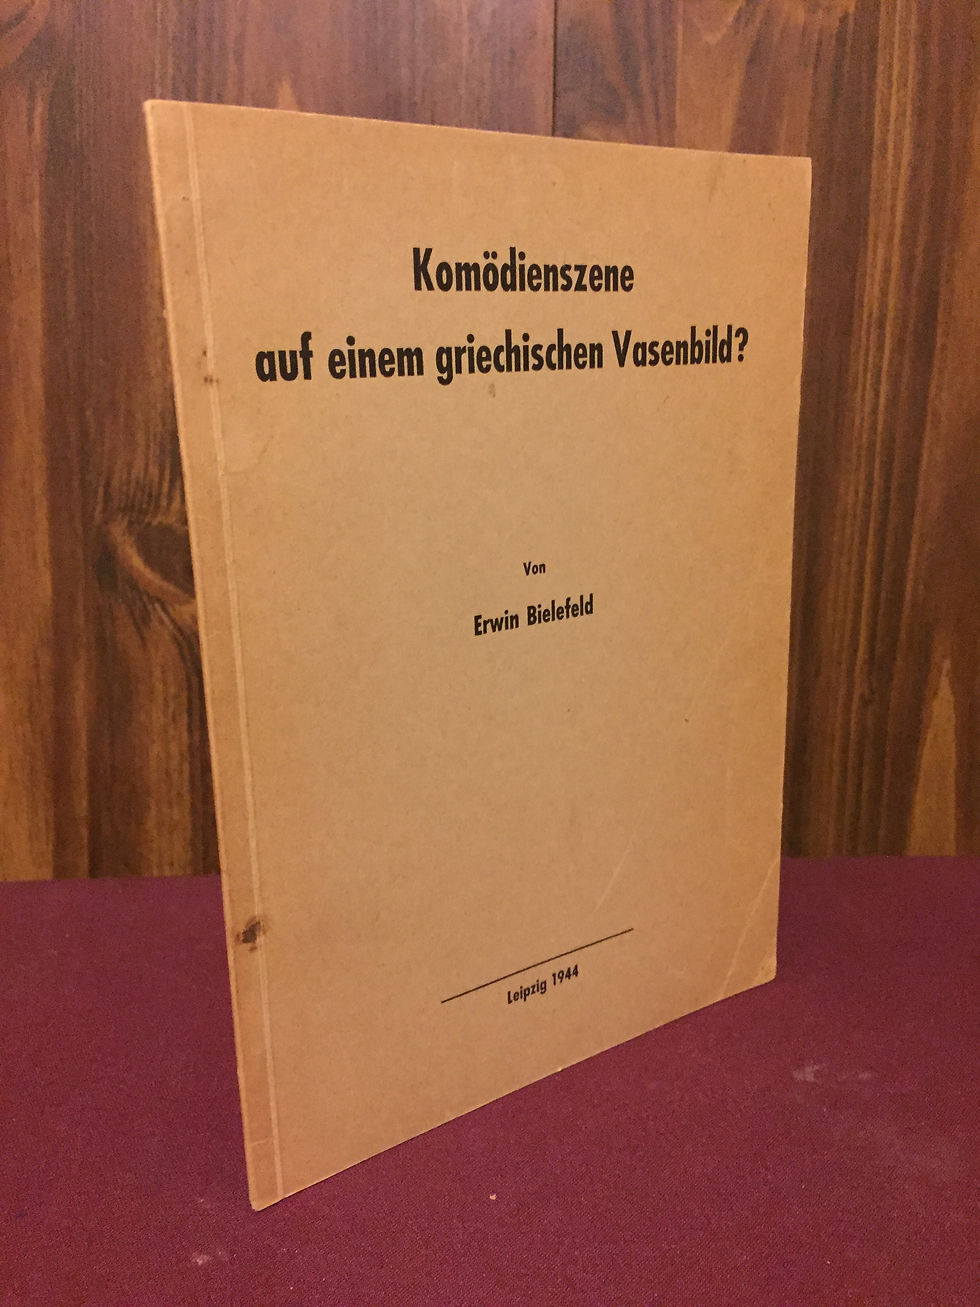 Komödienszene
auf einem griechischen Vasenbild?
Von
Erwin Bielefeld
Leipzig 1944